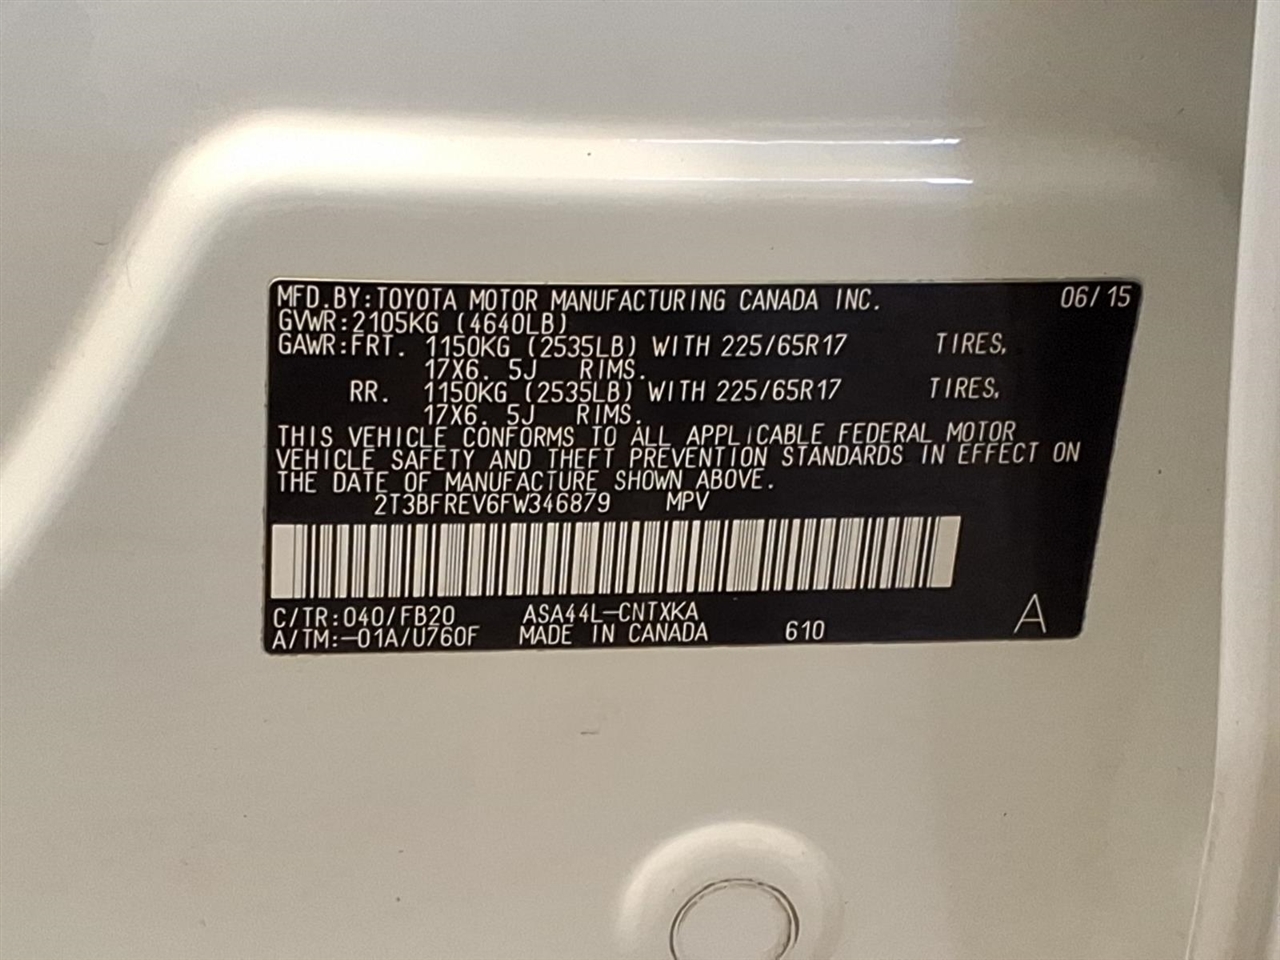 MFD.BY:TOYOTA MOTOR MANUFACTURING CANADA INC. 06/15
GVWR:2105KG (4640LB)
GAWR:FRT. 1150KG (2535LB) WITH 225/65R17 TIRES,
17X6.5J RIMS.
RR. 1150KG (2535LB) WITH 225/65R17 TIRES,
17X6.5J RIMS.
THIS VEHICLE CONFORMS TO ALL APPLICABLE FEDERAL MOTOR
VEHICLE SAFETY AND THEFT PREVENTION STANDARDS IN EFFECT ON
THE DATE OF MANUFACTURE SHOWN ABOVE.
2T3BFREV6FW346879 MPV
C/TR:040/FB20 ASA44L-CNTXKA
A/TM:-01A/U760F MADE IN CANADA 610 A